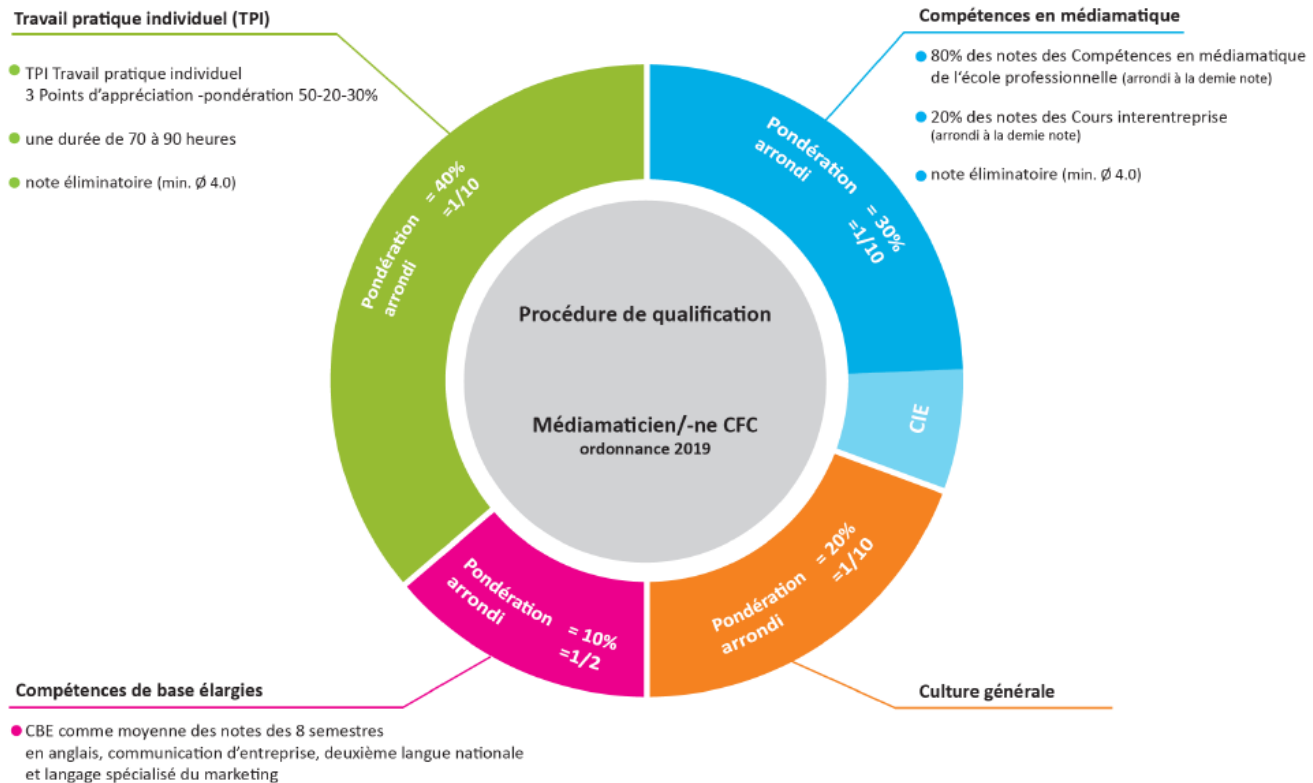 Travail pratique individuel (TPI)
TPI Travail pratique individuel
3 Points d'appréciation -pondération 50-20-30%
une durée de 70 à 90 heures
note éliminatoire (min. Ø 4.0)
Compétences en médiamatique
80% des notes des Compétences en médiamatique
de l'école professionnelle (arrondi à la demie note)
20% des notes des Cours interentreprise
(arrondi à la demie note)
note éliminatoire (min. Ø 4.0)
Pondération = 40%
arrondi =1/10
Pondération = 30%
arrondi =1/10
CIE
Procédure de qualification
Médiamaticien/-ne CFC
ordonnance 2019
Pondération = 10%
arrondi =1/2
Pondération = 20%
arrondi =1/10
Compétences de base élargies
CBE comme moyenne des notes des 8 semestres
en anglais, communication d'entreprise, deuxième langue nationale
et langage spécialisé du marketing
Culture générale